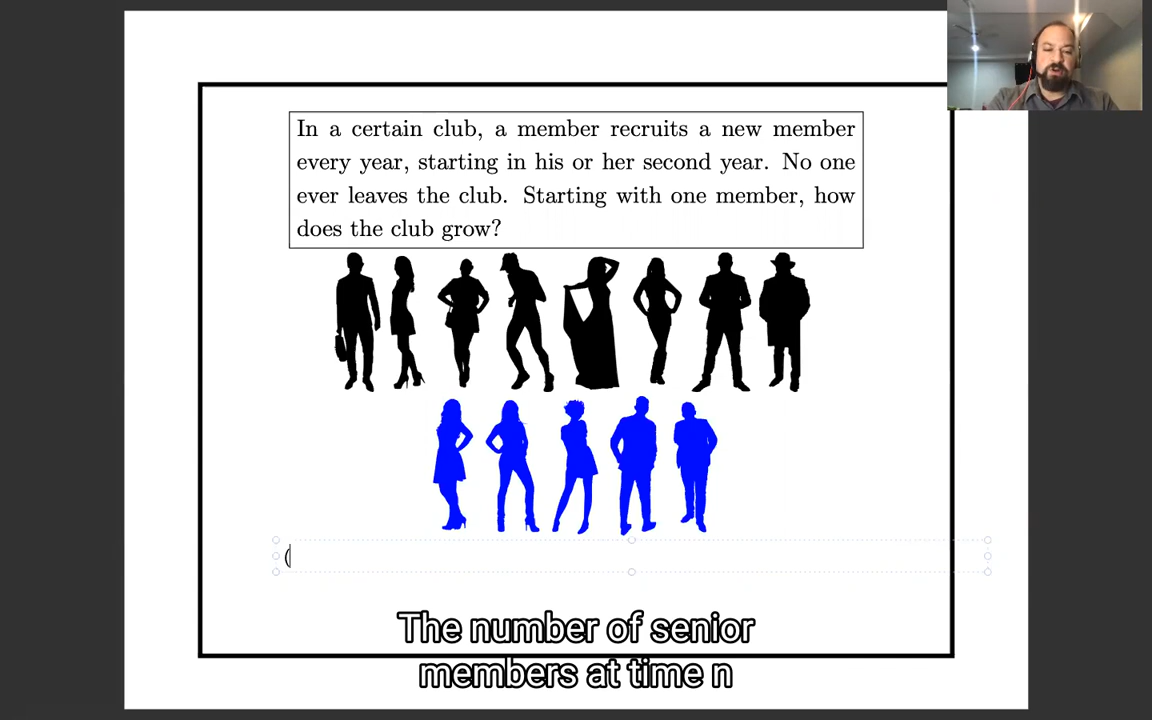 In a certain club, a member recruits a new member
every year, starting in his or her second year. No one
ever leaves the club. Starting with one member, how
does the club grow?
(
The number of senior
members at time n